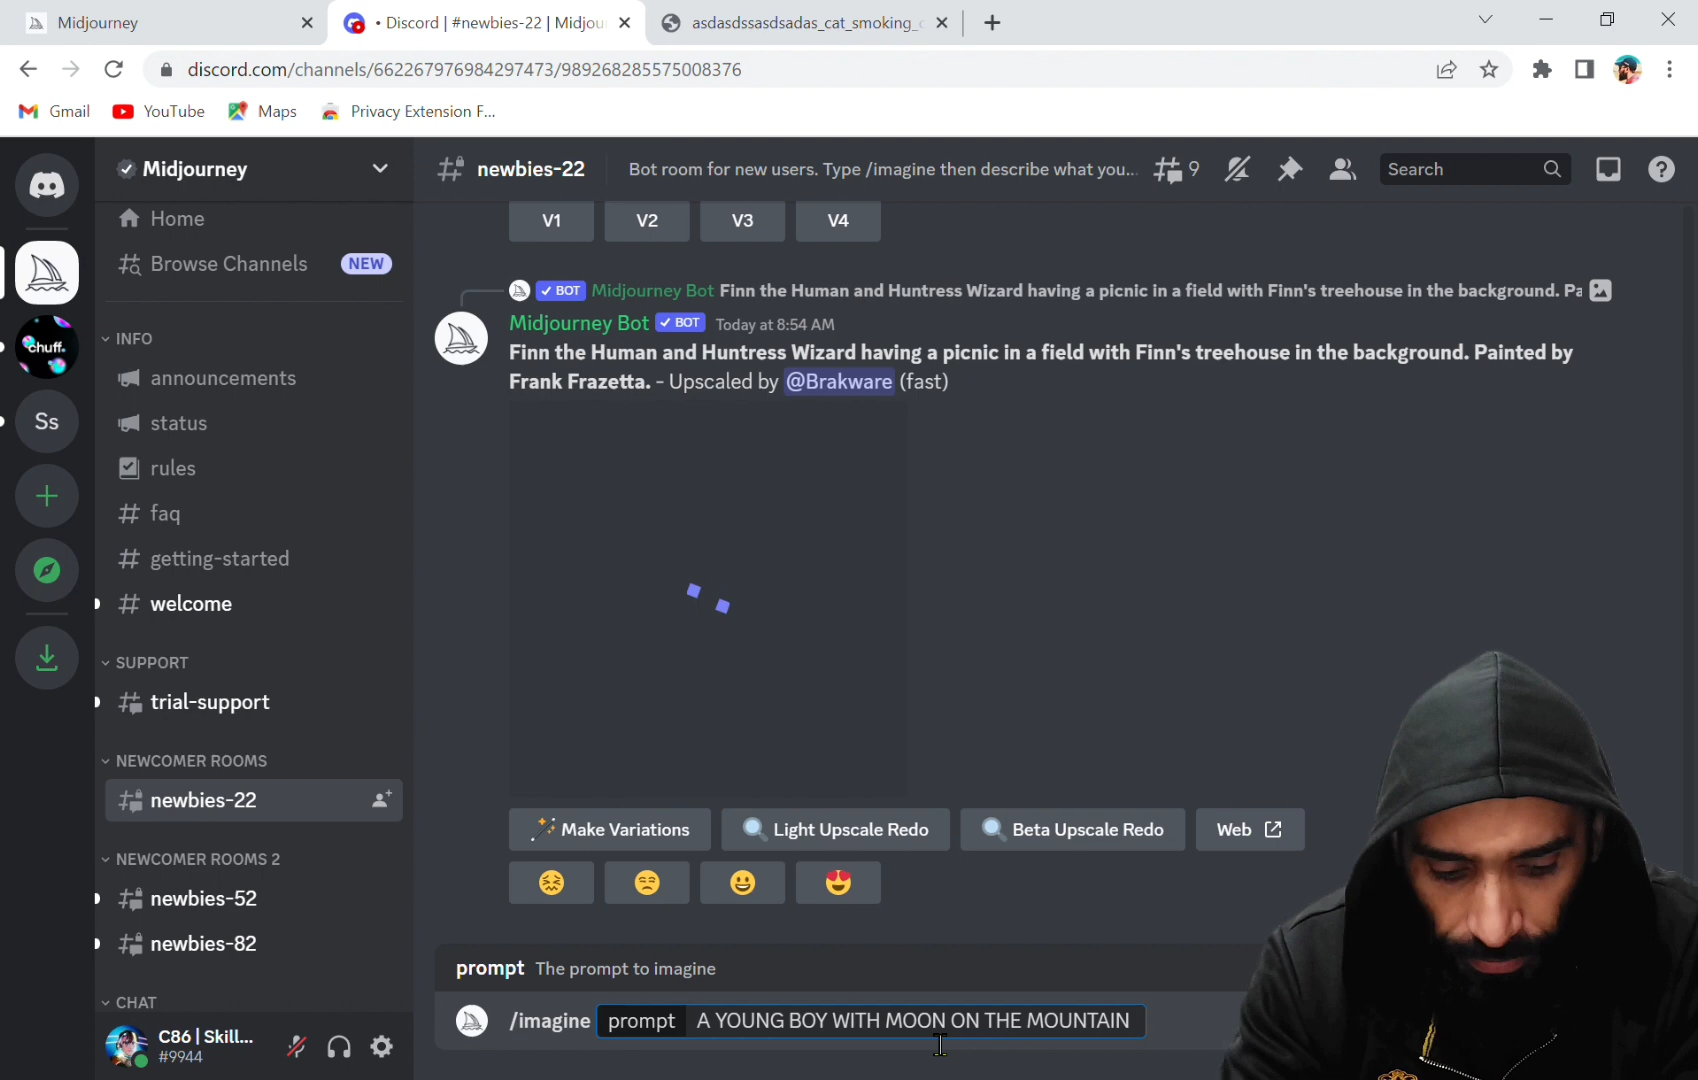 Midjourney
• Discord | #newbies-22 | Midjou
asdasdssasdsadas_cat_smoking_
discord.com/channels/662267976984297473/989268285575008376
Gmail
YouTube
Maps
Privacy Extension F...
Midjourney
newbies-22
Bot room for new users. Type /imagine then describe what you...
9
Search
Home
Browse Channels
NEW
V1
V2
V3
V4
BOT Midjourney Bot Finn the Human and Huntress Wizard having a picnic in a field with Finn's treehouse in the background. Pa
Midjourney Bot BOT Today at 8:54 AM
Finn the Human and Huntress Wizard having a picnic in a field with Finn's treehouse in the background. Painted by
Frank Frazetta. - Upscaled by @Brakware (fast)
chuff.
Ss
INFO
announcements
status
rules
faq
getting-started
welcome
SUPPORT
trial-support
NEWCOMER ROOMS
newbies-22
NEWCOMER ROOMS 2
newbies-52
newbies-82
CHAT
C86 | Skill...
#9944
Make Variations
Light Upscale Redo
Beta Upscale Redo
Web
prompt The prompt to imagine
/imagine prompt A YOUNG BOY WITH MOON ON THE MOUNTAIN